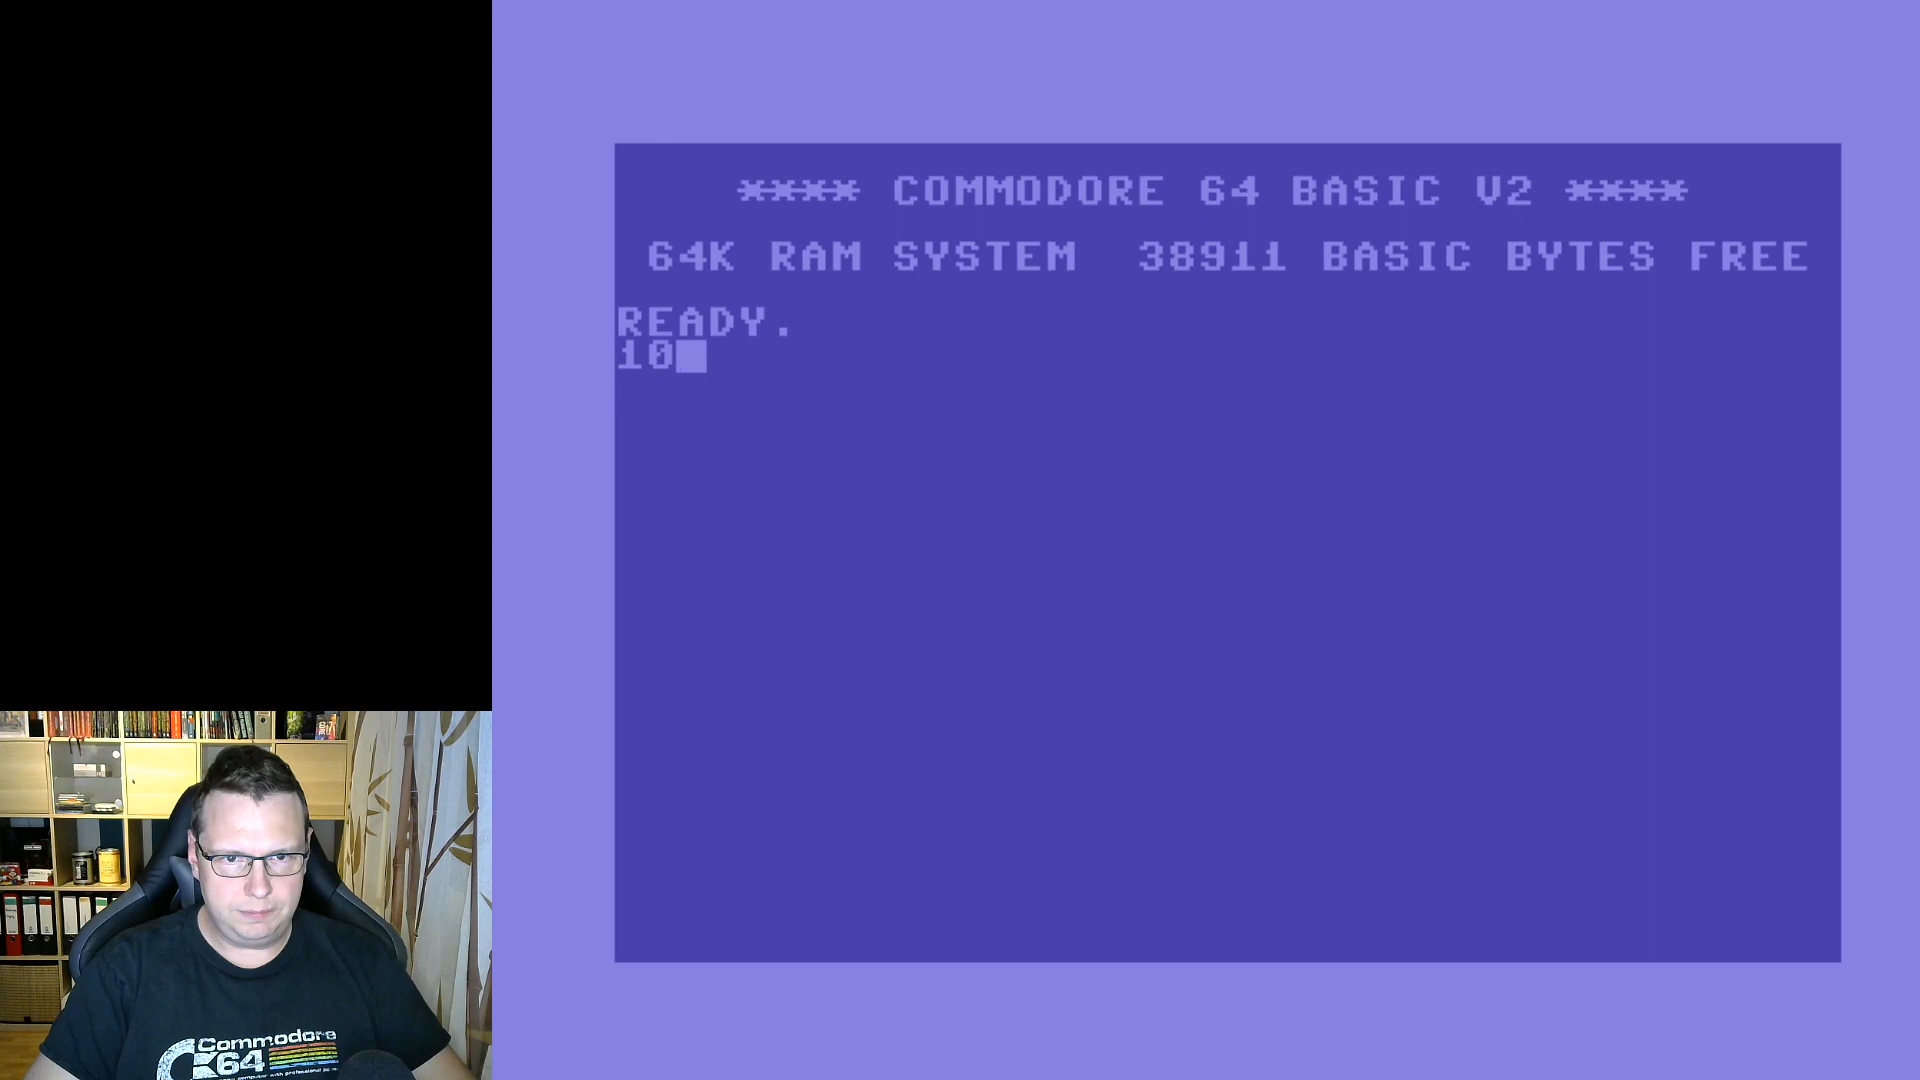 **** COMMODORE 64 BASIC V2 ****
64K RAM SYSTEM  38911 BASIC BYTES FREE
READY.
10
Commodore
C 64